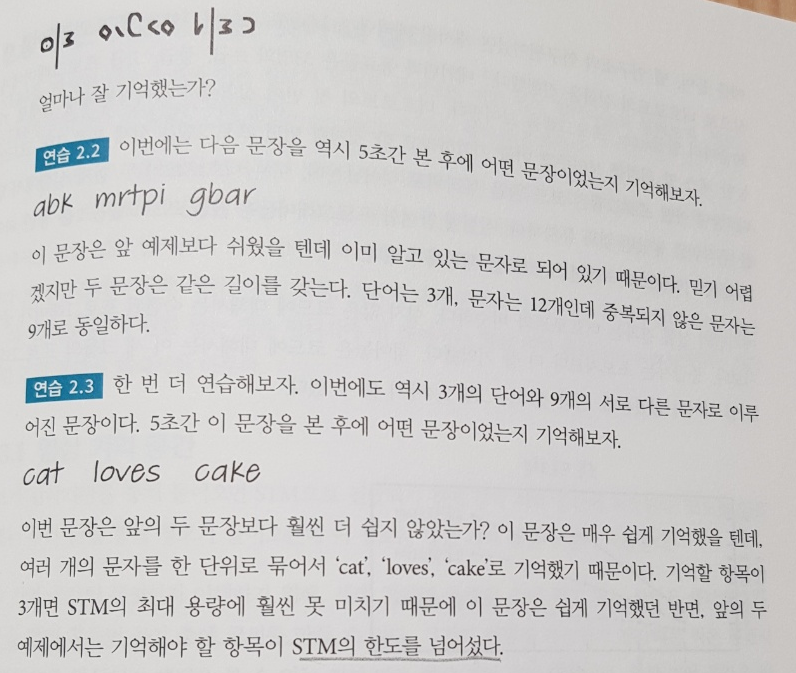 얼마나 잘 기억했는가?
연습 2.2 이번에는 다음 문장을 역시 5초간 본 후에 어떤 문장이었는지 기억해보자.
abk mrtpi gbar
이 문장은 앞 예제보다 쉬웠을 텐데 이미 알고 있는 문자로 되어 있기 때문이다. 믿기 어렵
겠지만 두 문장은 같은 길이를 갖는다. 단어는 3개, 문자는 12개인데 중복되지 않은 문자는
9개로 동일하다.
연습 2.3 한 번 더 연습해보자. 이번에도 역시 3개의 단어와 9개의 서로 다른 문자로 이루
어진 문장이다. 5초간 이 문장을 본 후에 어떤 문장이었는지 기억해보자.
cat loves cake
이번 문장은 앞의 두 문장보다 훨씬 더 쉽지 않았는가? 이 문장은 매우 쉽게 기억했을 텐데,
여러 개의 문자를 한 단위로 묶어서 ‘cat’, ‘loves’, ‘cake’로 기억했기 때문이다. 기억할 항목이
3개면 STM의 최대 용량에 훨씬 못 미치기 때문에 이 문장은 쉽게 기억했던 반면, 앞의 두
예제에서는 기억해야 할 항목이 STM의 한도를 넘어섰다.